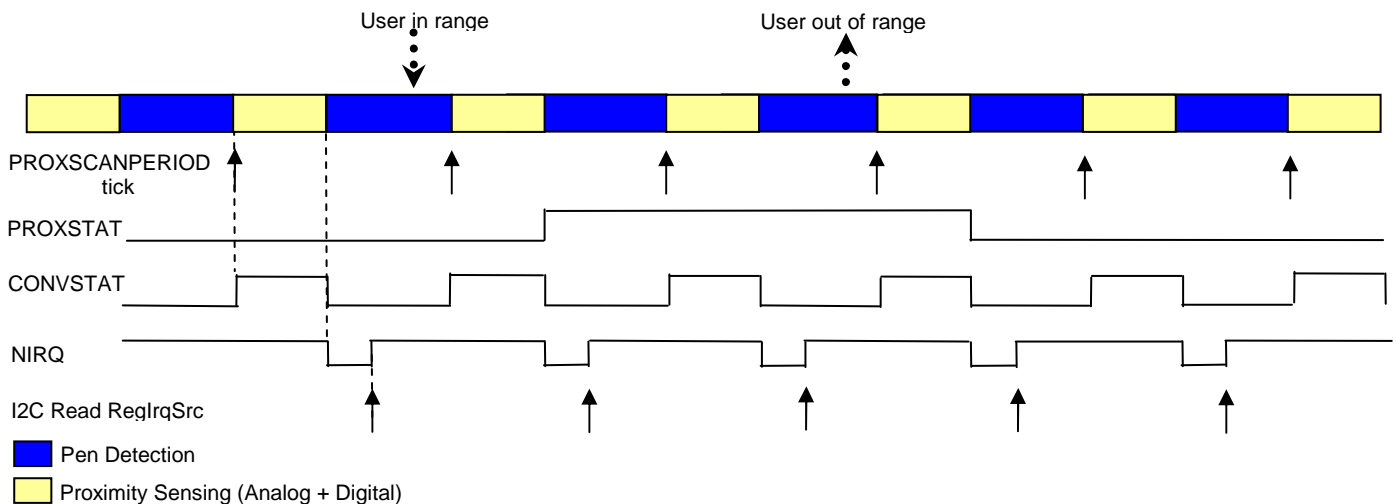 User in range
User out of range
PROXSCANPERIOD
tick
PROXSTAT
CONVSTAT
NIRQ
I2C Read RegIrqSrc
Pen Detection
Proximity Sensing (Analog + Digital)